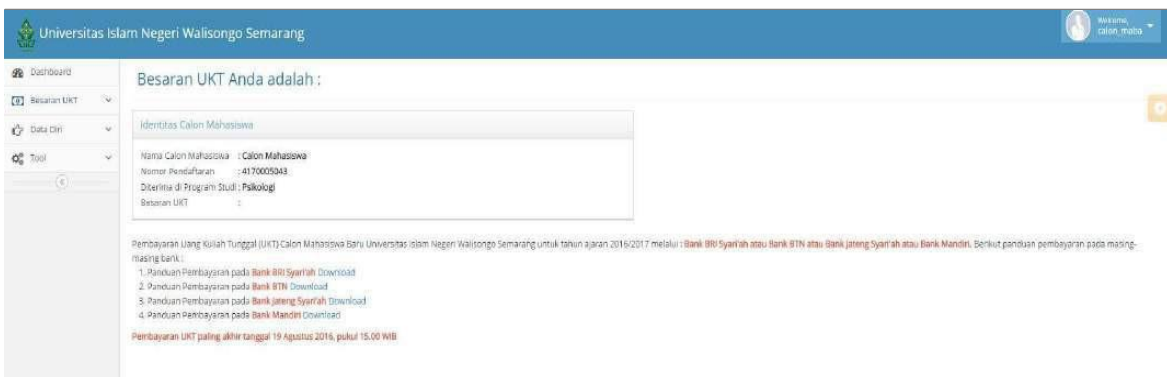 Universitas Islam Negeri Walisongo Semarang
Welcome,
calon_maba
Dashboard
Besaran UKT
Data Diri
Tool
Besaran UKT Anda adalah :
Identitas Calon Mahasiswa
Nama Calon Mahasiswa : Calon Mahasiswa
Nomor Pendaftaran : 4170005043
Diterima di Program Studi : Psikologi
Besaran UKT :
Pembayaran Uang Kuliah Tunggal (UKT) Calon Mahasiswa Baru Universitas Islam Negeri Walisongo Semarang untuk tahun ajaran 2016/2017 melalui : Bank BRI Syari'ah atau Bank BTN atau Bank Jateng Syari'ah atau Bank Mandiri. Berikut panduan pembayaran pada masing-
masing bank :
1. Panduan Pembayaran pada Bank BRI Syari'ah Download
2. Panduan Pembayaran pada Bank BTN Download
3. Panduan Pembayaran pada Bank Jateng Syari'ah Download
4. Panduan Pembayaran pada Bank Mandiri Download
Pembayaran UKT paling akhir tanggal 19 Agustus 2016, pukul 15.00 WIB